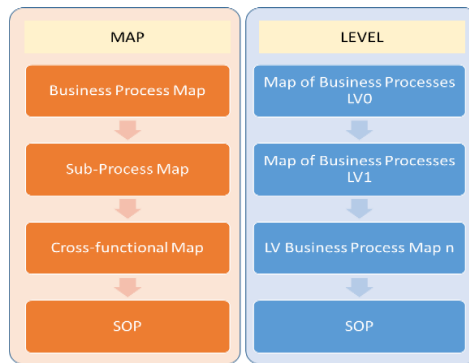 MAP
Business Process Map
Sub-Process Map
Cross-functional Map
SOP
LEVEL
Map of Business Processes
LV0
Map of Business Processes
LV1
LV Business Process Map n
SOP